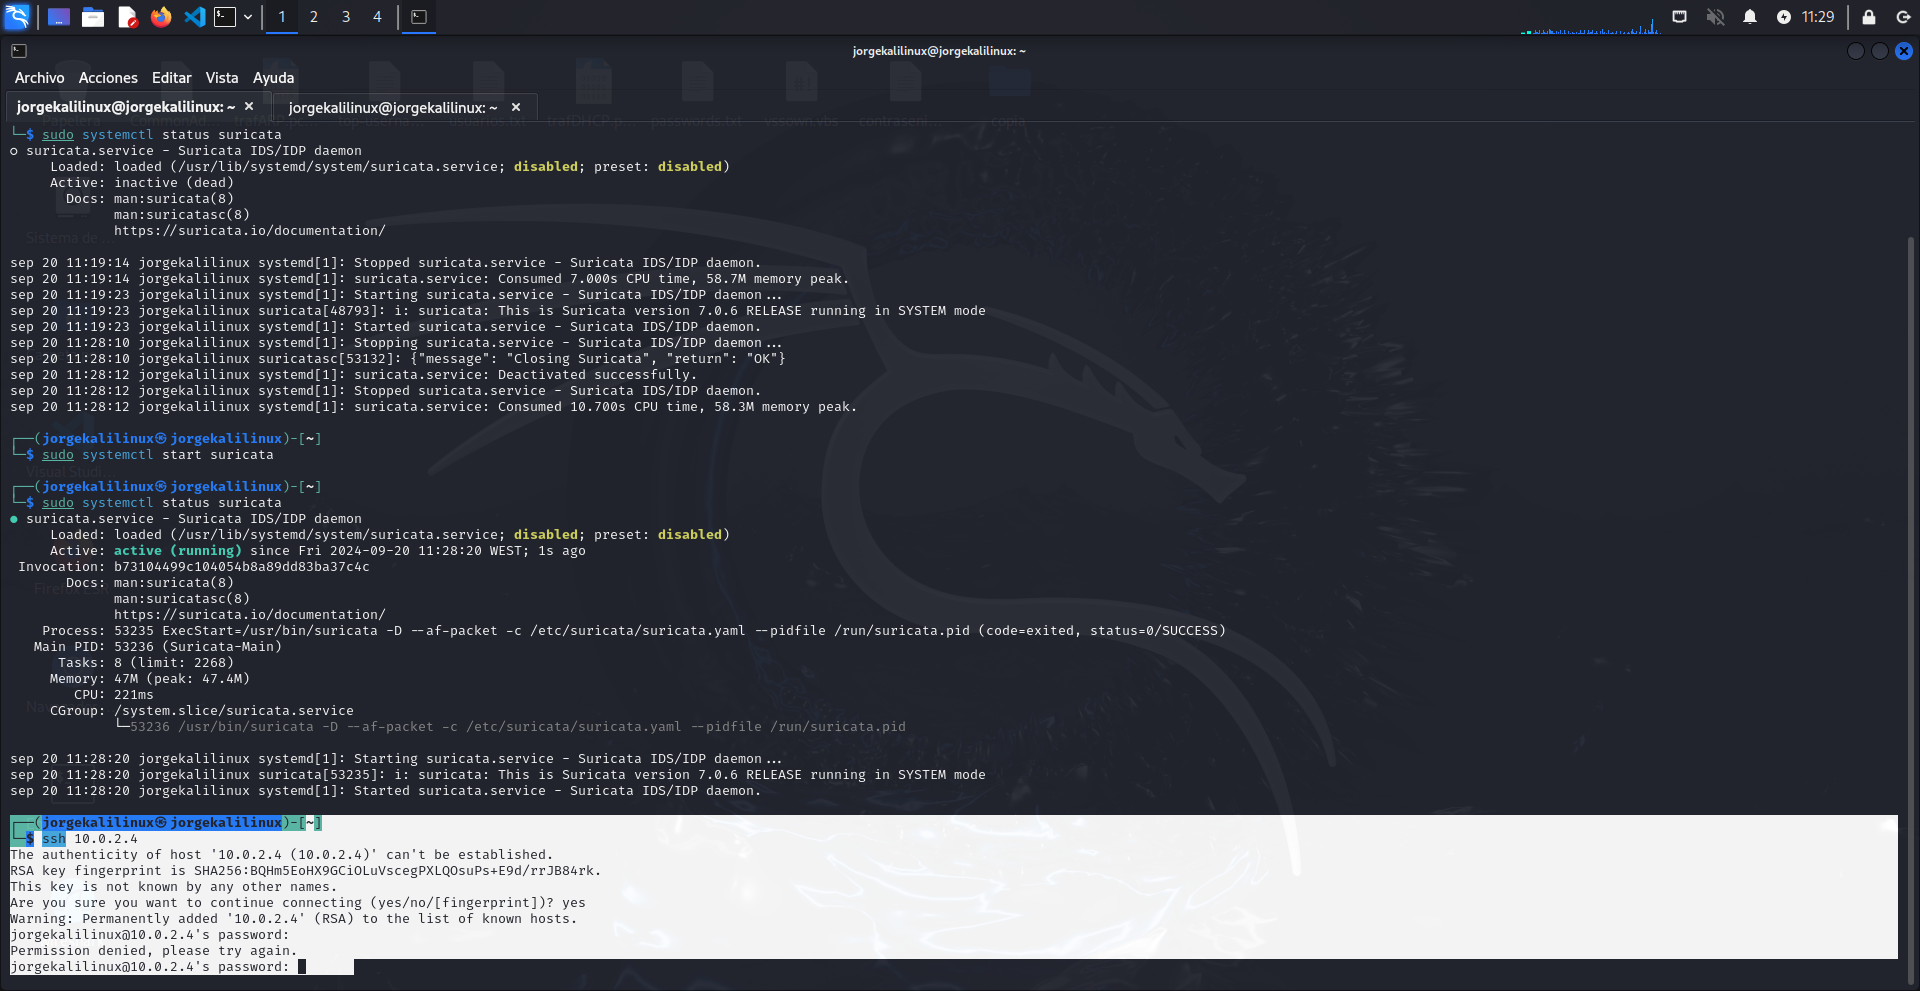 1 2 3 4
11:29
jorgekalilinux@jorgekalilinux: ~
Archivo Acciones Editar Vista Ayuda
jorgekalilinux@jorgekalilinux: ~ × jorgekalilinux@jorgekalilinux: ~ ×
└─$ sudo systemctl status suricata
○ suricata.service - Suricata IDS/IDP daemon
Loaded: loaded (/usr/lib/systemd/system/suricata.service; disabled; preset: disabled)
Active: inactive (dead)
Docs: man:suricata(8)
man:suricatasc(8)
https://suricata.io/documentation/
sep 20 11:19:14 jorgekalilinux systemd[1]: Stopped suricata.service - Suricata IDS/IDP daemon.
sep 20 11:19:14 jorgekalilinux systemd[1]: suricata.service: Consumed 7.000s CPU time, 58.7M memory peak.
sep 20 11:19:23 jorgekalilinux systemd[1]: Starting suricata.service - Suricata IDS/IDP daemon...
sep 20 11:19:23 jorgekalilinux suricata[48793]: i: suricata: This is Suricata version 7.0.6 RELEASE running in SYSTEM mode
sep 20 11:19:23 jorgekalilinux systemd[1]: Started suricata.service - Suricata IDS/IDP daemon.
sep 20 11:28:10 jorgekalilinux systemd[1]: Stopping suricata.service - Suricata IDS/IDP daemon...
sep 20 11:28:10 jorgekalilinux suricatasc[53132]: {"message": "Closing Suricata", "return": "OK"}
sep 20 11:28:12 jorgekalilinux systemd[1]: suricata.service: Deactivated successfully.
sep 20 11:28:12 jorgekalilinux systemd[1]: Stopped suricata.service - Suricata IDS/IDP daemon.
sep 20 11:28:12 jorgekalilinux systemd[1]: suricata.service: Consumed 10.700s CPU time, 58.3M memory peak.
┌──(jorgekalilinux㉿jorgekalilinux)-[~]
└─$ sudo systemctl start suricata
┌──(jorgekalilinux㉿jorgekalilinux)-[~]
└─$ sudo systemctl status suricata
● suricata.service - Suricata IDS/IDP daemon
Loaded: loaded (/usr/lib/systemd/system/suricata.service; disabled; preset: disabled)
Active: active (running) since Fri 2024-09-20 11:28:20 WEST; 1s ago
Invocation: b73104499c104054b8a89dd83ba37c4c
Docs: man:suricata(8)
man:suricatasc(8)
https://suricata.io/documentation/
Process: 53235 ExecStart=/usr/bin/suricata -D --af-packet -c /etc/suricata/suricata.yaml --pidfile /run/suricata.pid (code=exited, status=0/SUCCESS)
Main PID: 53236 (Suricata-Main)
Tasks: 8 (limit: 2268)
Memory: 47M (peak: 47.4M)
CPU: 221ms
CGroup: /system.slice/suricata.service
└─53236 /usr/bin/suricata -D --af-packet -c /etc/suricata/suricata.yaml --pidfile /run/suricata.pid
sep 20 11:28:20 jorgekalilinux systemd[1]: Starting suricata.service - Suricata IDS/IDP daemon...
sep 20 11:28:20 jorgekalilinux suricata[53235]: i: suricata: This is Suricata version 7.0.6 RELEASE running in SYSTEM mode
sep 20 11:28:20 jorgekalilinux systemd[1]: Started suricata.service - Suricata IDS/IDP daemon.
┌──(jorgekalilinux㉿jorgekalilinux)-[~]
└─$ ssh 10.0.2.4
The authenticity of host '10.0.2.4 (10.0.2.4)' can't be established.
RSA key fingerprint is SHA256:BQHm5EoHX9GCiOLuVscegPXLQOsuPs+E9d/rrJB84rk.
This key is not known by any other names.
Are you sure you want to continue connecting (yes/no/[fingerprint])? yes
Warning: Permanently added '10.0.2.4' (RSA) to the list of known hosts.
jorgekalilinux@10.0.2.4's password:
Permission denied, please try again.
jorgekalilinux@10.0.2.4's password: